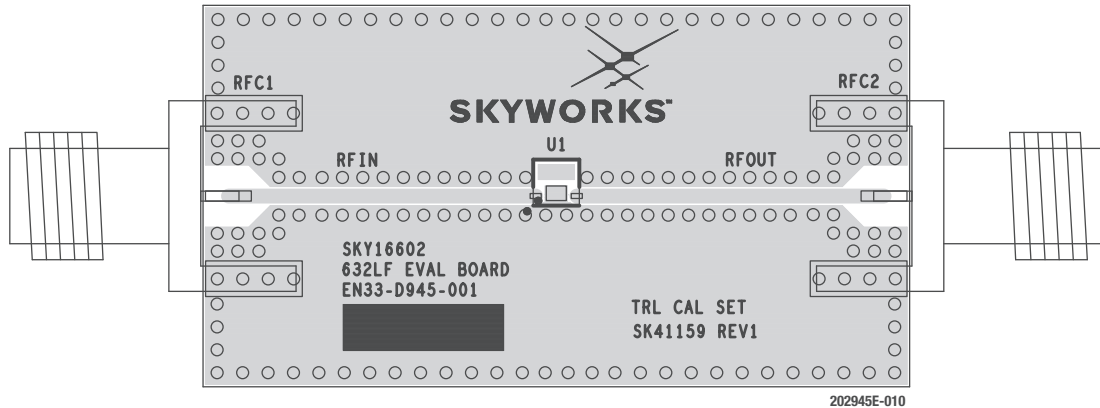 RFC1
RFC2
SKYWORKS™
U1
RFIN
RFOUT
SKY16602
632LF EVAL BOARD
EN33-D945-001
TRL CAL SET
SK41159 REV1
202945E-010